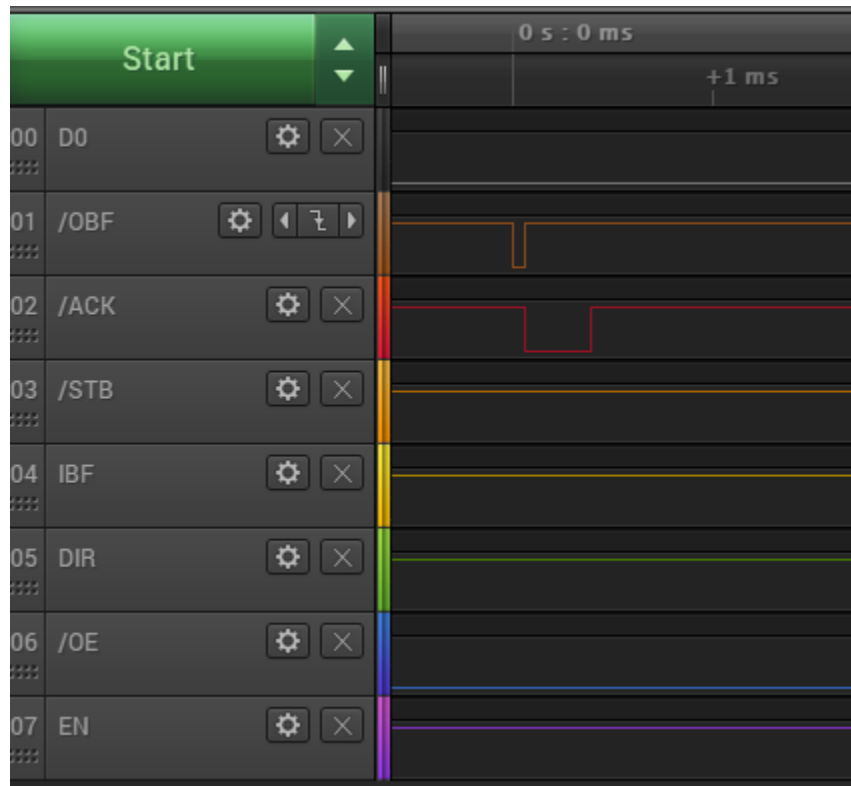 Start
0 s : 0 ms
+1 ms
00 D0
01 /OBF
02 /ACK
03 /STB
04 IBF
05 DIR
06 /OE
07 EN